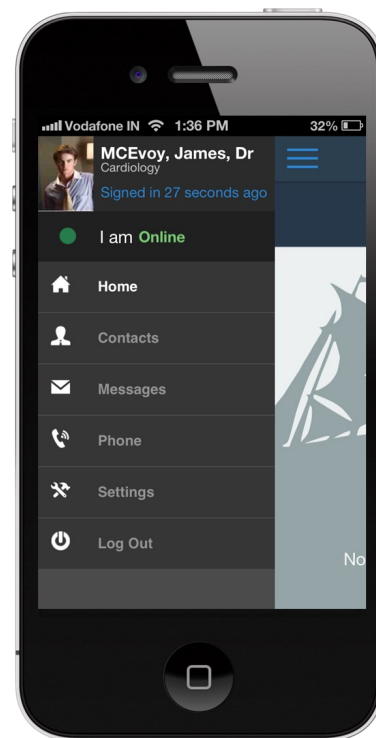 Vodafone IN 1:36 PM 32%
MCEvoy, James, Dr
Cardiology
Signed in 27 seconds ago
I am Online
Home
Contacts
Messages
Phone
Settings
Log Out
No